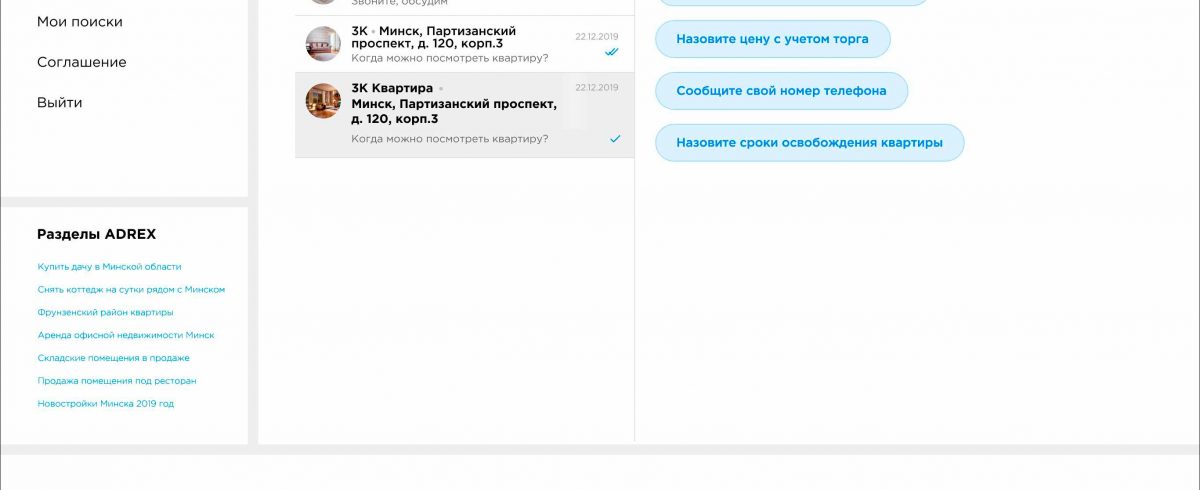 Мои поиски
Соглашение
Выйти
Звоните, обсудим
3К • Минск, Партизанский
проспект, д. 120, корп.3
22.12.2019
Когда можно посмотреть квартиру?
3К Квартира •
22.12.2019
Минск, Партизанский проспект,
д. 120, корп.3
Когда можно посмотреть квартиру?
Назовите цену с учетом торга
Сообщите свой номер телефона
Назовите сроки освобождения квартиры
Разделы ADREX
Купить дачу в Минской области
Снять коттедж на сутки рядом с Минском
Фрунзенский район квартиры
Аренда офисной недвижимости Минск
Складские помещения в продаже
Продажа помещения под ресторан
Новостройки Минска 2019 год